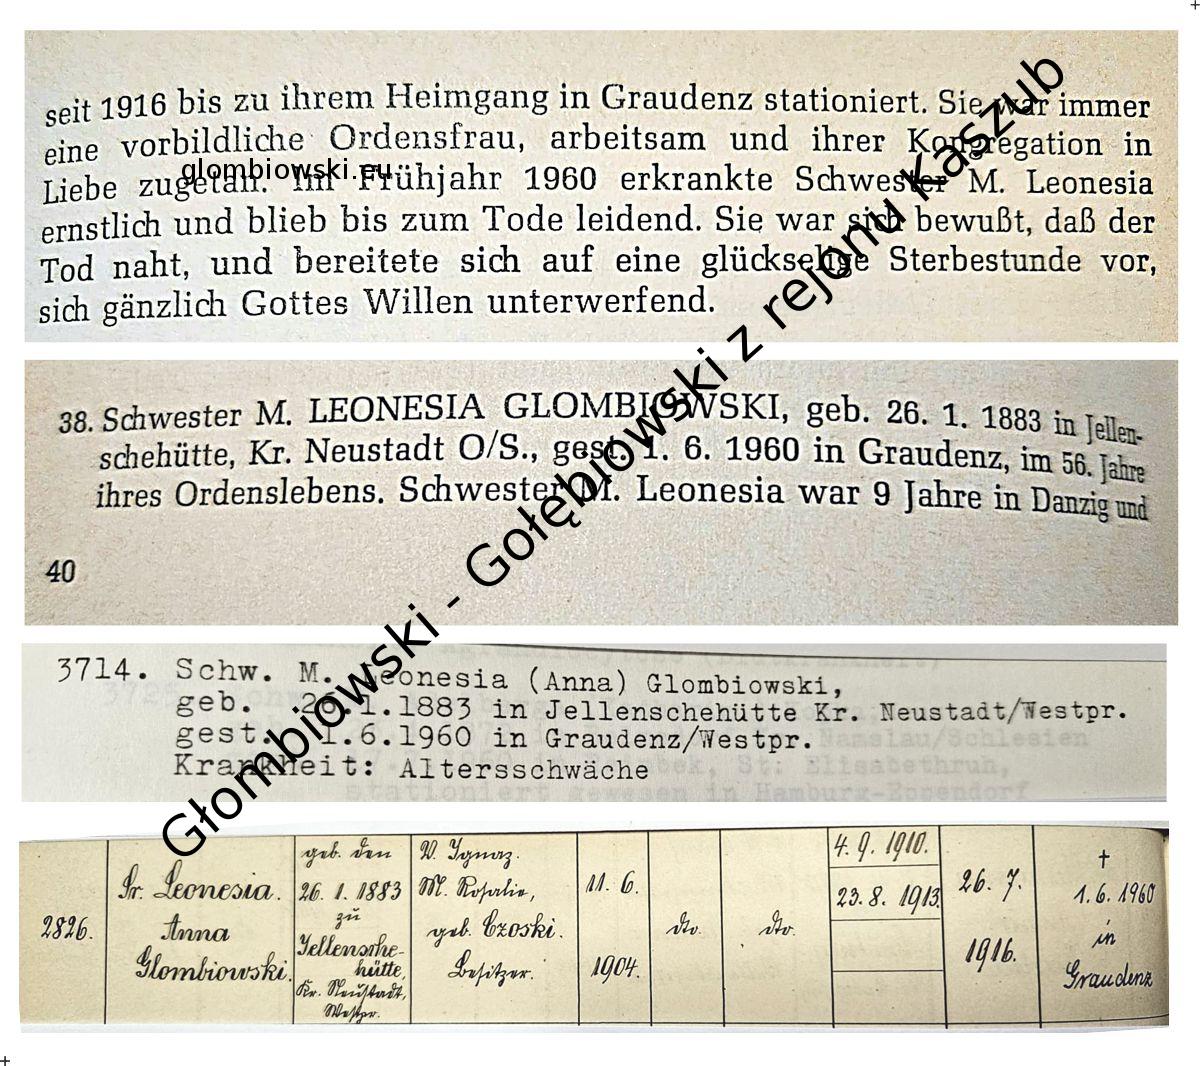 seit 1916 bis zu ihrem Heimgang in Graudenz stationiert. Sie war immer
eine vorbildliche Ordensfrau, arbeitsam und ihrer Kongregation in
Liebe zugetan. Im Frühjahr 1960 erkrankte Schwester M. Leonesia
ernstlich und blieb bis zum Tode leidend. Sie war sich bewußt, daß der
Tod naht, und bereitete sich auf eine glückselige Sterbestunde vor,
sich gänzlich Gottes Willen unterwerfend.
glombiowski.eu
Głombiowski - Gołębiowski z rejonu Kaszub
38. Schwester M. LEONESIA GLOMBIOWSKI, geb. 26. 1. 1883 in Jellen-
schehütte, Kr. Neustadt O/S., gest. 1. 6. 1960 in Graudenz, im 56. Jahre
ihres Ordenslebens. Schwester M. Leonesia war 9 Jahre in Danzig und
40
3714. Schw. M. Leonesia (Anna) Glombiowski,
geb. 26.1.1883 in Jellenschehütte Kr. Neustadt/Westpr.
gest. 1.6.1960 in Graudenz/Westpr.
Krankheit: Altersschwäche
2826.
Sr. Leonesia.
Anna
Glombiowski.
geb. den
26. 1. 1883
zu
Jellensche-
hütte,
Kr. Neustadt,
Westpr.
V. Ignaz.
M. Rosalie,
geb. Czoski.
Besitzer.
11. 6.
1904.
dto.
dto.
4. 9. 1910.
23. 8. 1913.
26. 7.
1916.
†
1. 6. 1960
in
Graudenz